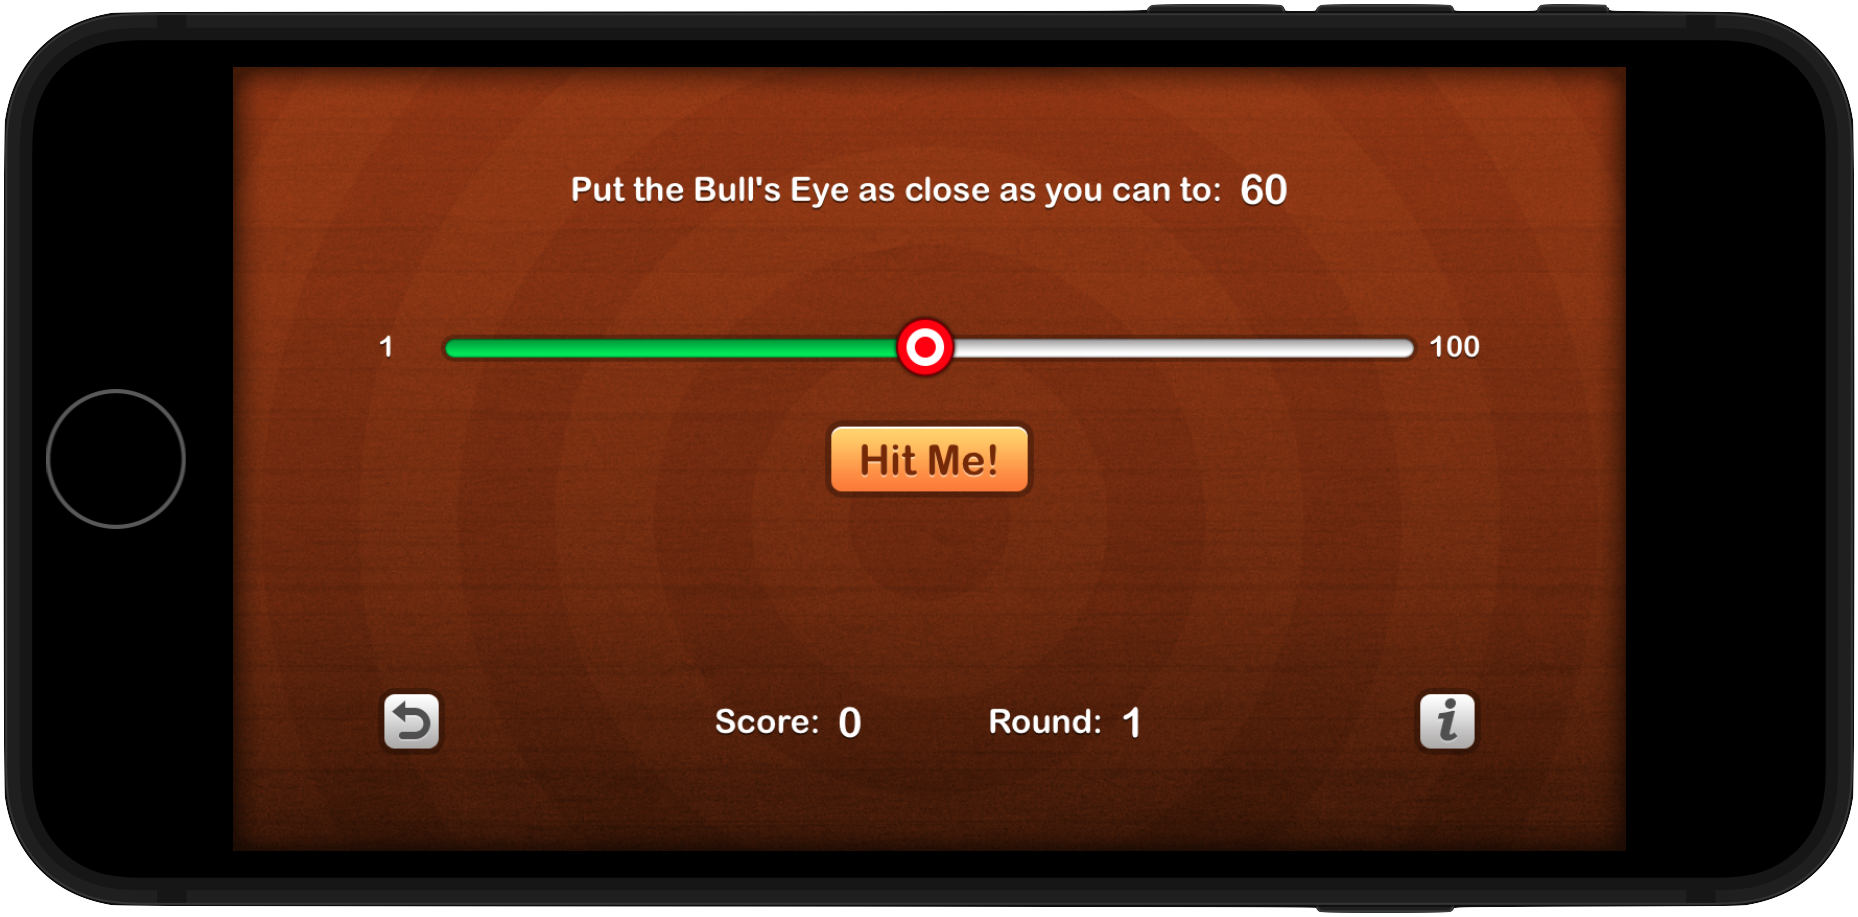 Put the Bull's Eye as close as you can to: 60
1 100
Hit Me!
Score: 0 Round: 1
i